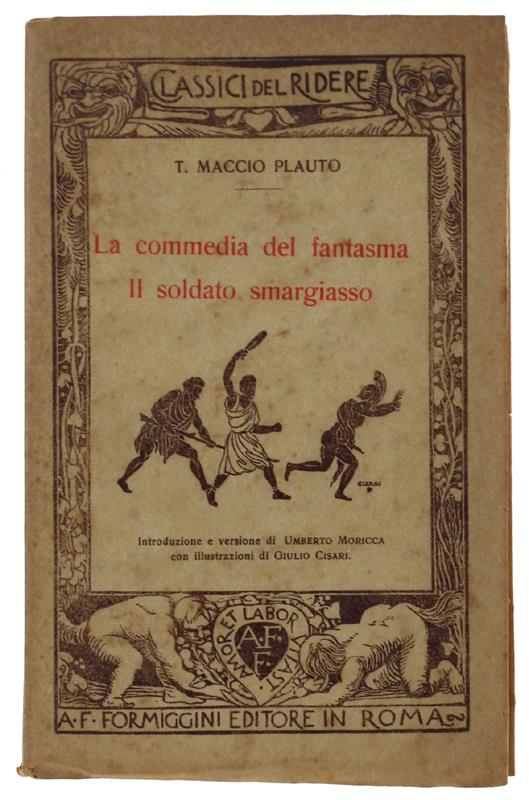 CLASSICI DEL RIDERE
T. MACCIO PLAUTO
La commedia del fantasma
Il soldato smargiasso
CISARI
Introduzione e versione di UMBERTO MORICCA
con illustrazioni di GIULIO CISARI.
AMOR ET LABOR VITAST
A·F·
F·
A·F·FORMIGGINI EDITORE IN ROMA